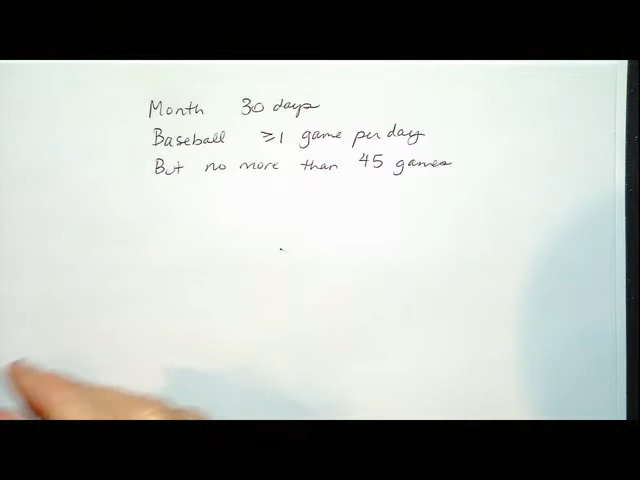 Month 30 days
Baseball ≥1 game per day
But no more than 45 games